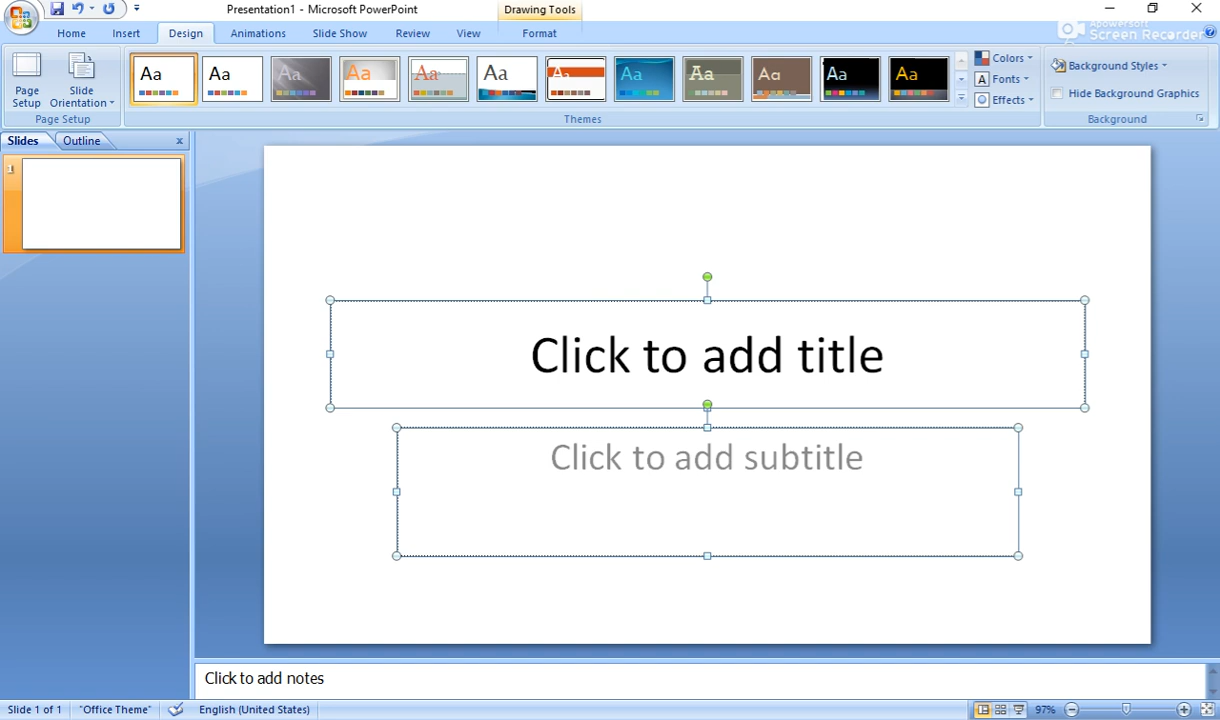 Presentation1 - Microsoft PowerPoint
Drawing Tools
Home Insert Design Animations Slide Show Review View Format
Apowersoft
Screen Recorder
Page Setup
Slide Orientation
Page Setup
Aa Aa Aa Aa Aa Aa Aa Aa Aa Aa Aa Aa
Themes
Colors
Fonts
Effects
Background Styles
Hide Background Graphics
Background
Slides Outline
1
Click to add title
Click to add subtitle
Click to add notes
Slide 1 of 1 "Office Theme" English (United States) 97%